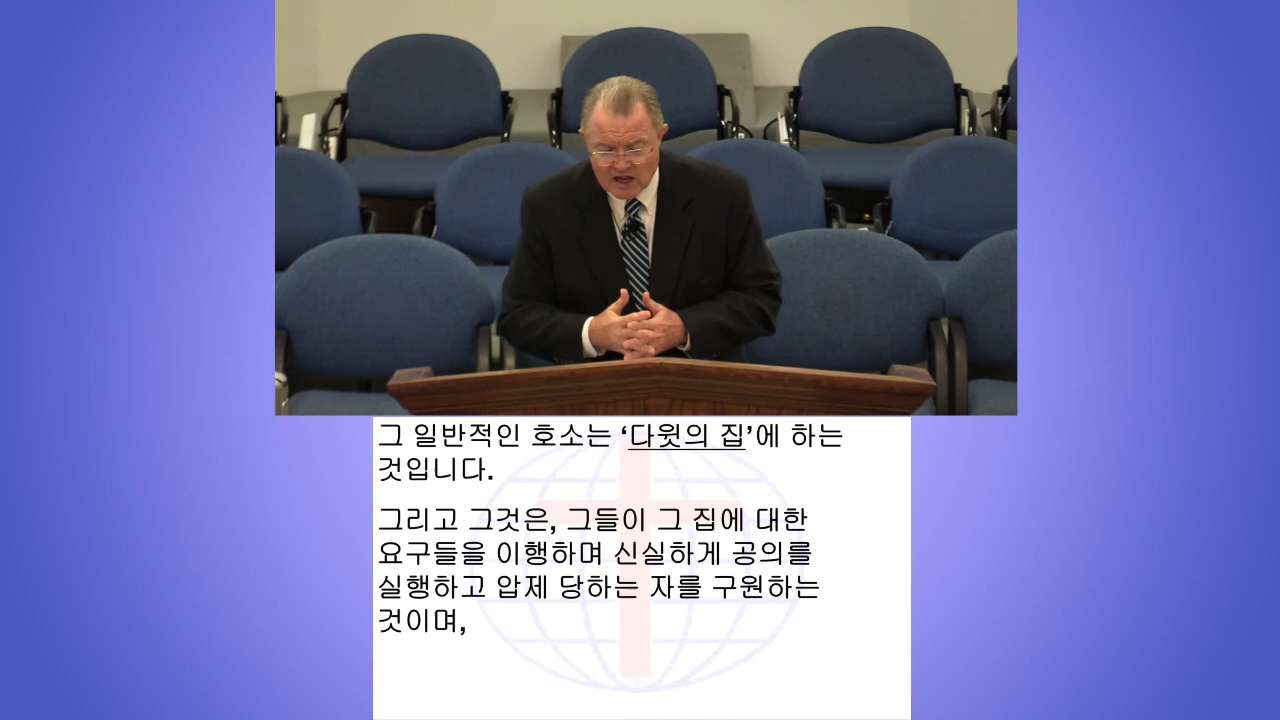 그 일반적인 호소는 ‘다윗의 집’에 하는
것입니다.
그리고 그것은, 그들이 그 집에 대한
요구들을 이행하며 신실하게 공의를
실행하고 압제 당하는 자를 구원하는
것이며,